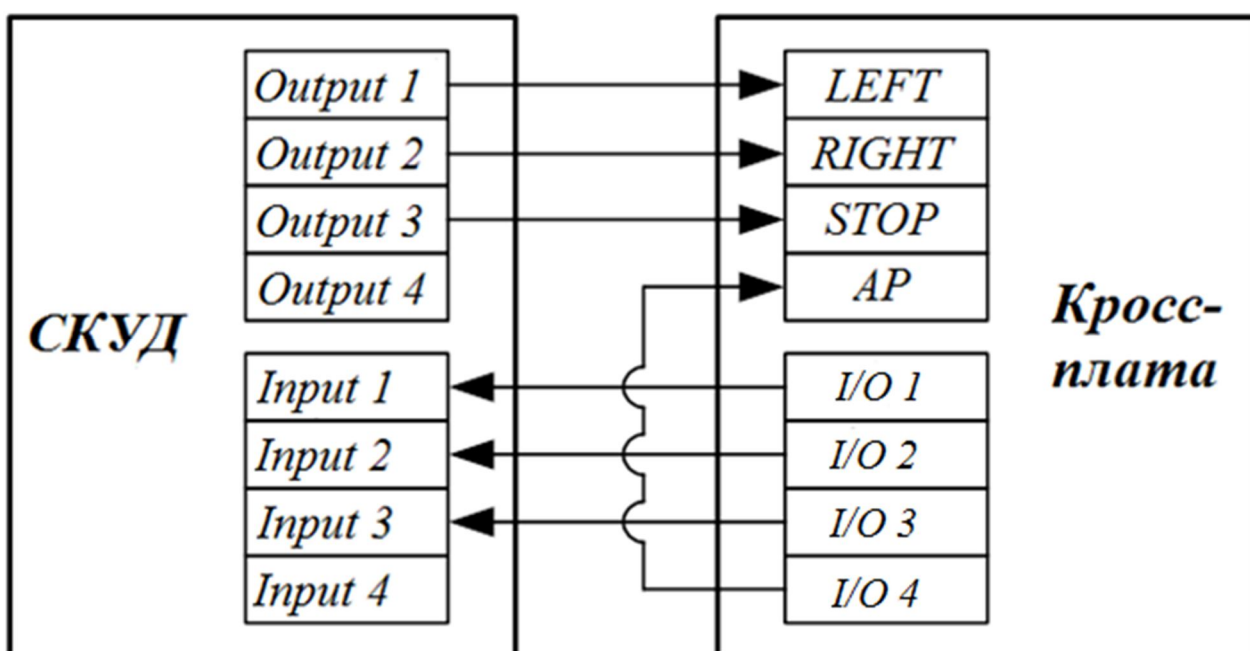 СКУД
Output 1
Output 2
Output 3
Output 4
Input 1
Input 2
Input 3
Input 4
LEFT
RIGHT
STOP
AP
I/O 1
I/O 2
I/O 3
I/O 4
Кросс-
плата